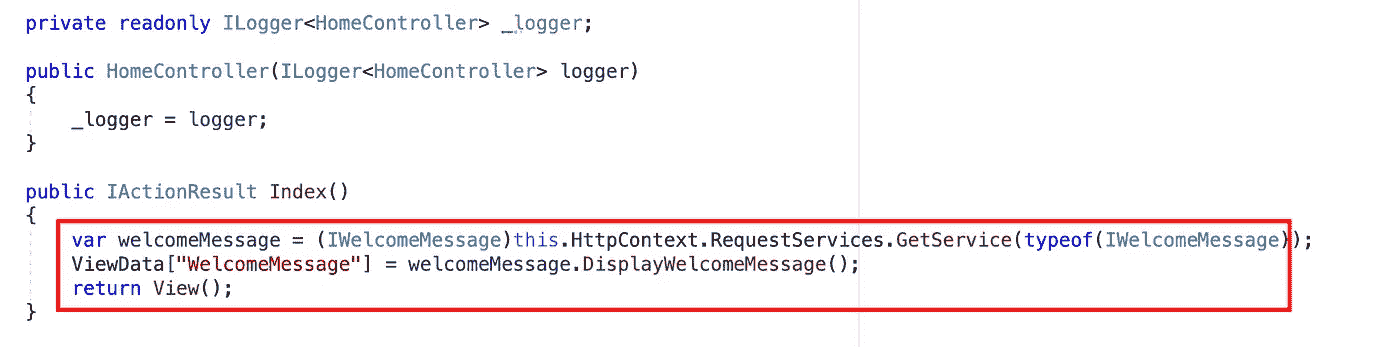 private readonly ILogger<HomeController> _logger;
public HomeController(ILogger<HomeController> logger)
{
_logger = logger;
}
public IActionResult Index()
{
var welcomeMessage = (IWelcomeMessage)this.HttpContext.RequestServices.GetService(typeof(IWelcomeMessage));
ViewData["WelcomeMessage"] = welcomeMessage.DisplayWelcomeMessage();
return View();
}